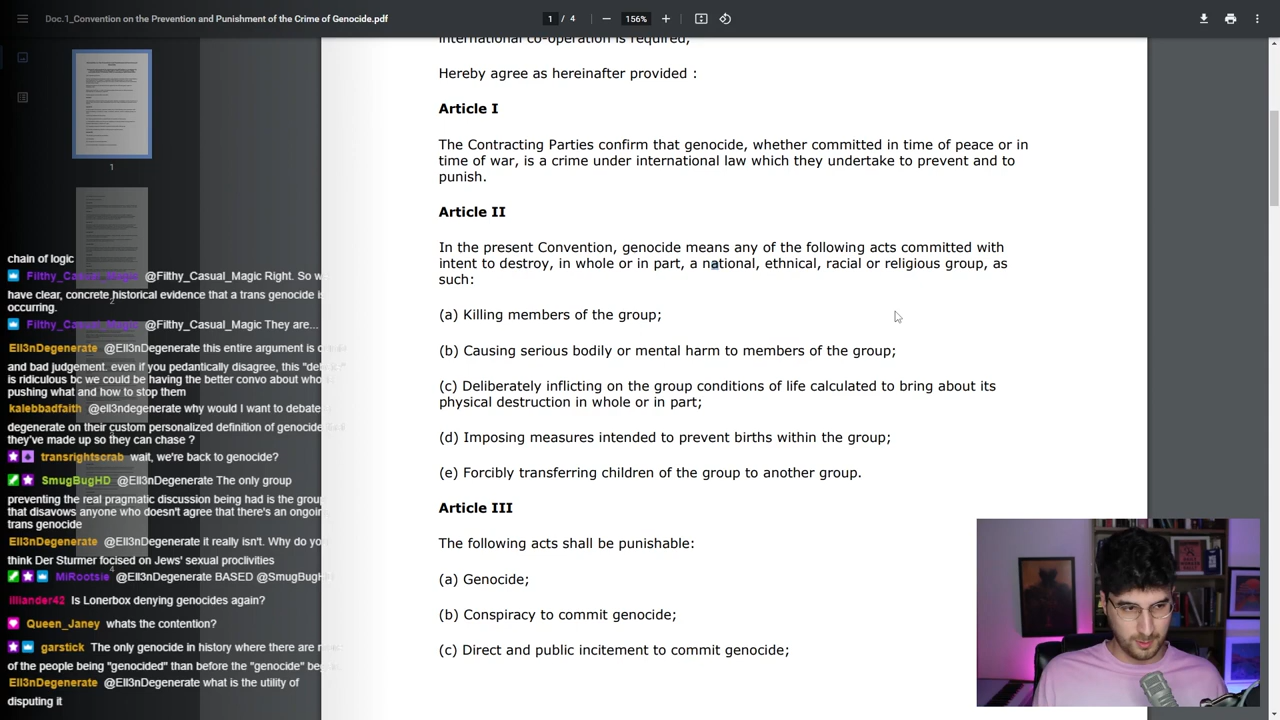 Doc.1_Convention on the Prevention and Punishment of the Crime of Genocide.pdf
1 / 4
156%
international co-operation is required,
Hereby agree as hereinafter provided :
Article I
The Contracting Parties confirm that genocide, whether committed in time of peace or in
time of war, is a crime under international law which they undertake to prevent and to
punish.
Article II
In the present Convention, genocide means any of the following acts committed with
intent to destroy, in whole or in part, a national, ethnical, racial or religious group, as
such:
(a) Killing members of the group;
(b) Causing serious bodily or mental harm to members of the group;
(c) Deliberately inflicting on the group conditions of life calculated to bring about its
physical destruction in whole or in part;
(d) Imposing measures intended to prevent births within the group;
(e) Forcibly transferring children of the group to another group.
Article III
The following acts shall be punishable:
(a) Genocide;
(b) Conspiracy to commit genocide;
(c) Direct and public incitement to commit genocide;
1
2
4
chain of logic
Filthy_Casual_Magic @Filthy_Casual_Magic Right. So w
have clear, concrete historical evidence that a trans genocide is
occurring.
Filthy_Casual_Magic @Filthy_Casual_Magic They are...
Ell3nDegenerate @Ell3nDegenerate this entire argument is
and bad judgement. even if you pedantically disagree, this
is ridiculous bc we could be having the better convo about who
pushing what and how to stop them
kalebbadfaith @ell3ndegenerate why would I want to debate
degenerate on their custom personalized definition of genocide
they've made up so they can chase ?
transrightscrab wait, we're back to genocide?
SmugBugHD @Ell3nDegenerate The only group
preventing the real pragmatic discussion being had is the group
that disavows anyone who doesn't agree that there's an ongoing
trans genocide
Ell3nDegenerate it really isn't. Why do you
think Der Sturmer focused on Jews' sexual proclivities
MiRootsie @Ell3nDegenerate BASED @SmugBugH
illiander42 Is Lonerbox denying genocides again?
Queen_Janey whats the contention?
garstick The only genocide in history where there are
of the people being "genocided" than before the "genocide"
Ell3nDegenerate @Ell3nDegenerate what is the utility of
disputing it